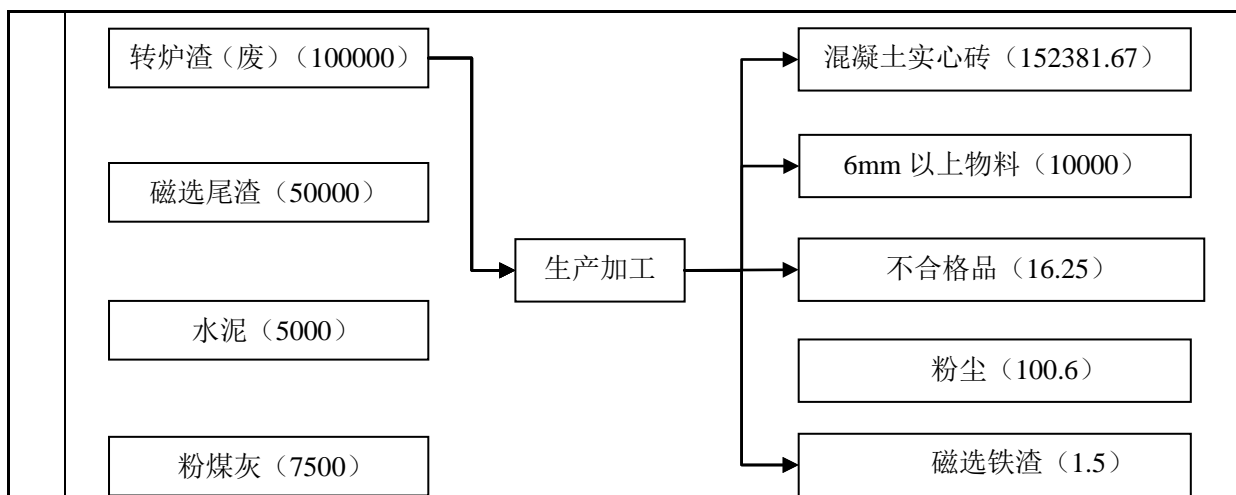 转炉渣（废）（100000）
磁选尾渣（50000）
水泥（5000）
粉煤灰（7500）
生产加工
混凝土实心砖（152381.67）
6mm 以上物料（10000）
不合格品（16.25）
粉尘（100.6）
磁选铁渣（1.5）